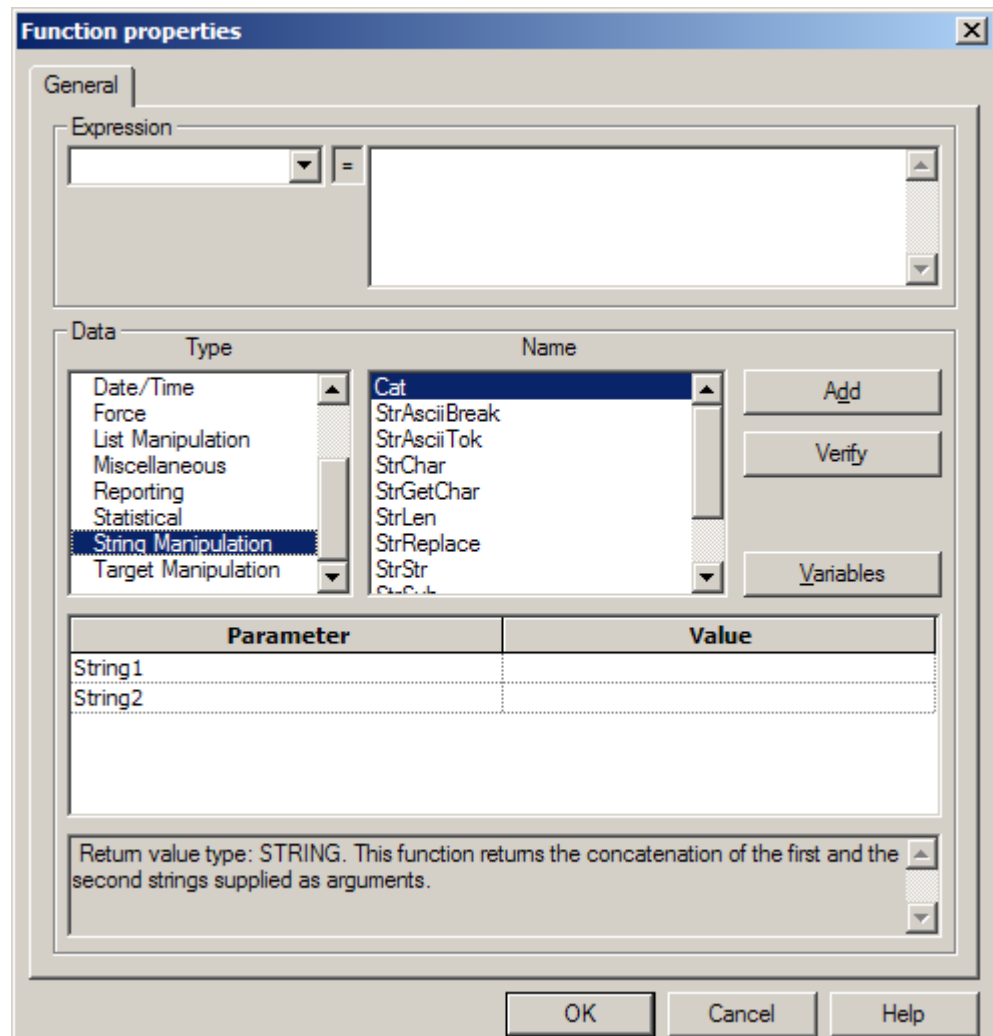 Function properties
General
Expression
=
Data
Type
Name
Date/Time
Force
List Manipulation
Miscellaneous
Reporting
Statistical
String Manipulation
Target Manipulation
Cat
StrAsciiBreak
StrAsciiTok
StrChar
StrGetChar
StrLen
StrReplace
StrStr
Add
Verify
Variables
Parameter Value
String1
String2
Return value type: STRING. This function returns the concatenation of the first and the
second strings supplied as arguments.
OK Cancel Help